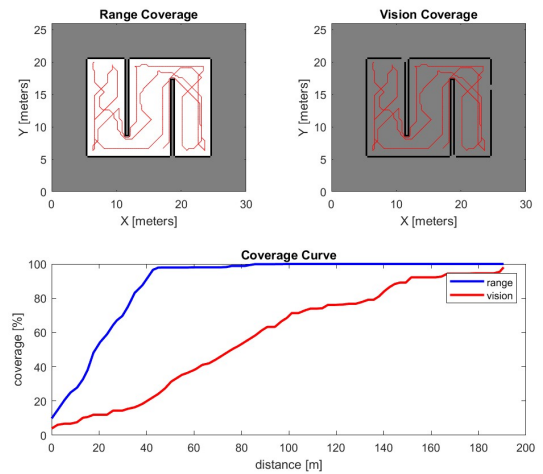 Range Coverage
Vision Coverage
25
20
15
10
5
0
Y [meters]
0 10 20 30
X [meters]
25
20
15
10
5
0
Y [meters]
0 10 20 30
X [meters]
Coverage Curve
100
80
60
40
20
0
coverage [%]
range
vision
0 20 40 60 80 100 120 140 160 180 200
distance [m]